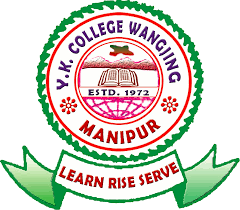 Y.K. COLLEGE WANGJING
ESTD. 1972
MANIPUR
LEARN RISE SERVE